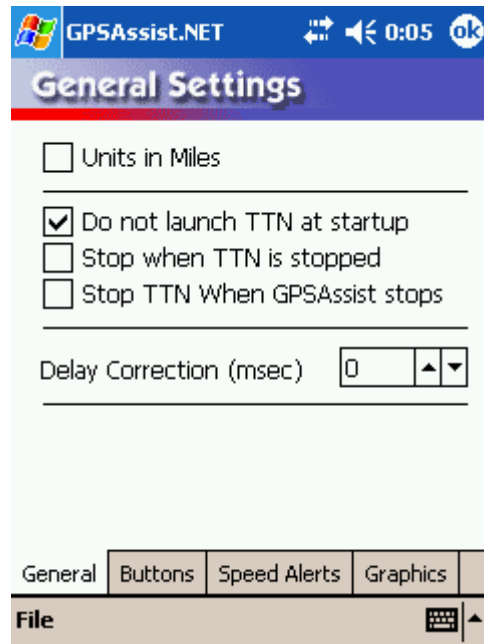 GPSAssist.NET 0:05 ok
General Settings
Units in Miles
Do not launch TTN at startup
Stop when TTN is stopped
Stop TTN When GPSAssist stops
Delay Correction (msec) 0
General Buttons Speed Alerts Graphics
File